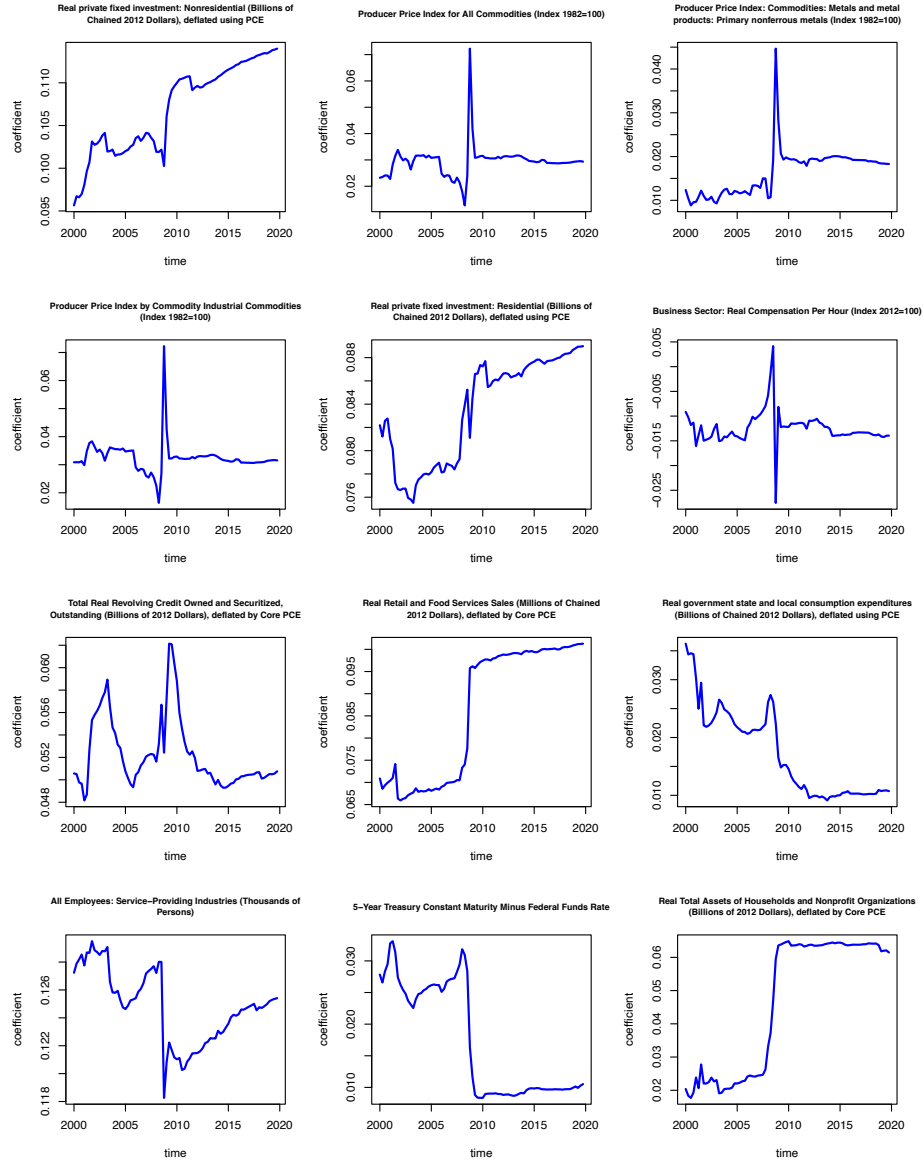 Real private fixed investment: Nonresidential (Billions of
Chained 2012 Dollars), deflated using PCE
coefficient
0.095 0.100 0.105 0.110
2000 2005 2010 2015 2020
time
Producer Price Index for All Commodities (Index 1982=100)
coefficient
0.02 0.04 0.06
2000 2005 2010 2015 2020
time
Producer Price Index: Commodities: Metals and metal
products: Primary nonferrous metals (Index 1982=100)
coefficient
0.010 0.020 0.030 0.040
2000 2005 2010 2015 2020
time
Producer Price Index by Commodity Industrial Commodities
(Index 1982=100)
coefficient
0.02 0.04 0.06
2000 2005 2010 2015 2020
time
Real private fixed investment: Residential (Billions of
Chained 2012 Dollars), deflated using PCE
coefficient
0.076 0.080 0.084 0.088
2000 2005 2010 2015 2020
time
Business Sector: Real Compensation Per Hour (Index 2012=100)
coefficient
−0.025 −0.015 −0.005 0.005
2000 2005 2010 2015 2020
time
Total Real Revolving Credit Owned and Securitized,
Outstanding (Billions of 2012 Dollars), deflated by Core PCE
coefficient
0.048 0.052 0.056 0.060
2000 2005 2010 2015 2020
time
Real Retail and Food Services Sales (Millions of Chained
2012 Dollars), deflated by Core PCE
coefficient
0.065 0.075 0.085 0.095
2000 2005 2010 2015 2020
time
Real government state and local consumption expenditures
(Billions of Chained 2012 Dollars), deflated using PCE
coefficient
0.010 0.020 0.030
2000 2005 2010 2015 2020
time
All Employees: Service−Providing Industries (Thousands of
Persons)
coefficient
0.118 0.122 0.126
2000 2005 2010 2015 2020
time
5−Year Treasury Constant Maturity Minus Federal Funds Rate
coefficient
0.010 0.020 0.030
2000 2005 2010 2015 2020
time
Real Total Assets of Households and Nonprofit Organizations
(Billions of 2012 Dollars), deflated by Core PCE
coefficient
0.02 0.03 0.04 0.05 0.06
2000 2005 2010 2015 2020
time